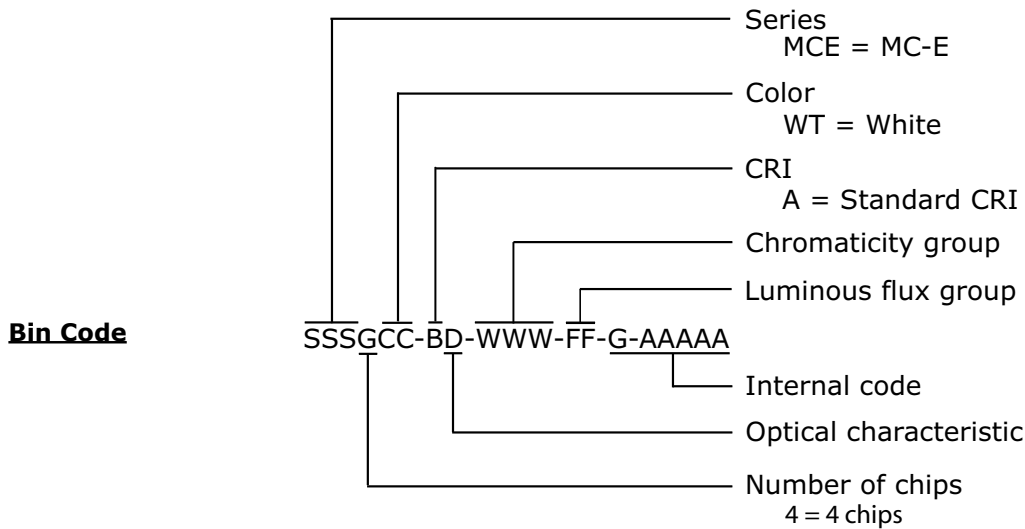 Series
MCE = MC-E
Color
WT = White
CRI
A = Standard CRI
Chromaticity group
Luminous flux group
Bin Code
SSSGCC-BD-WWW-FF-G-AAAAA
Internal code
Optical characteristic
Number of chips
4 = 4 chips